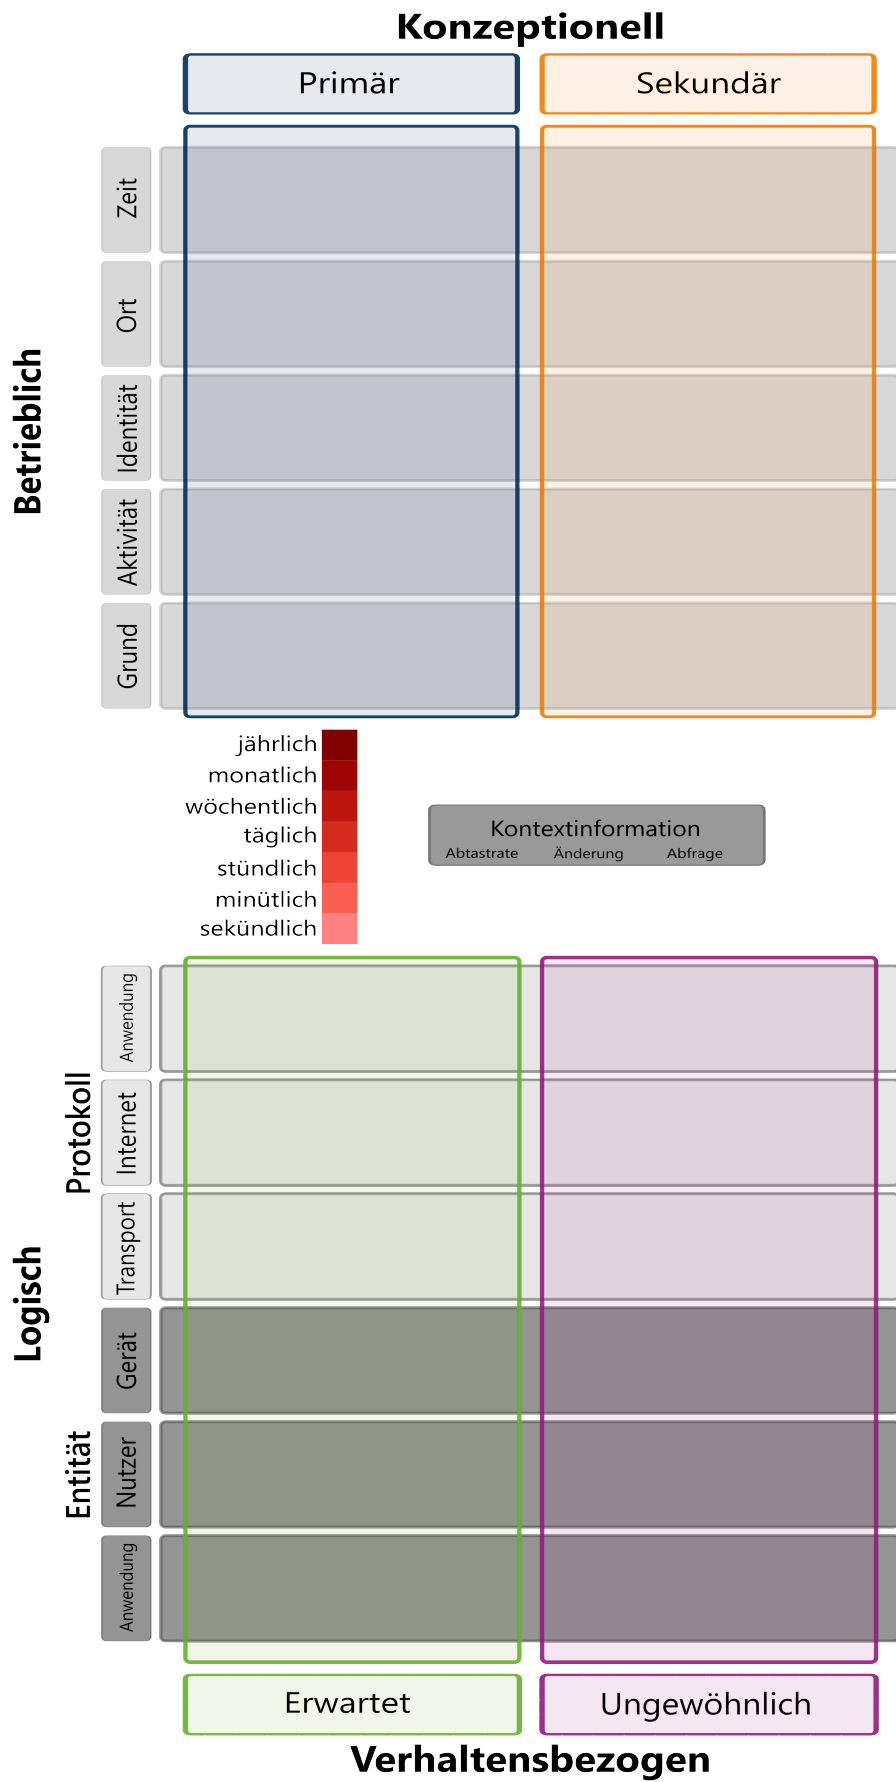 Konzeptionell
Primär
Sekundär
Betrieblich
Zeit
Ort
Identität
Aktivität
Grund
jährlich
monatlich
wöchentlich
täglich
stündlich
minütlich
sekündlich
Kontextinformation
Abtastrate Änderung Abfrage
Logisch
Protokoll
Anwendung
Internet
Transport
Entität
Gerät
Nutzer
Anwendung
Erwartet
Ungewöhnlich
Verhaltensbezogen